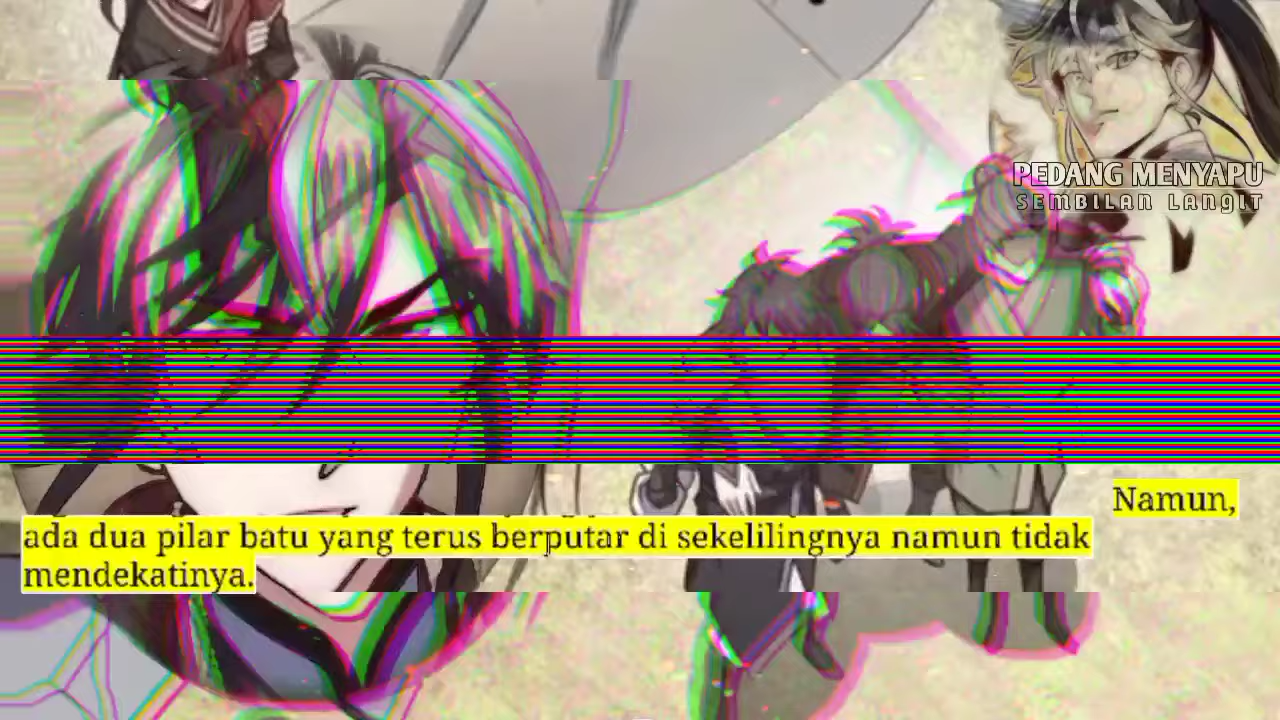 PEDANG MENYAPU
SEMBILAN LANGIT
Namun,
ada dua pilar batu yang terus berputar di sekelilingnya namun tidak
mendekatinya.